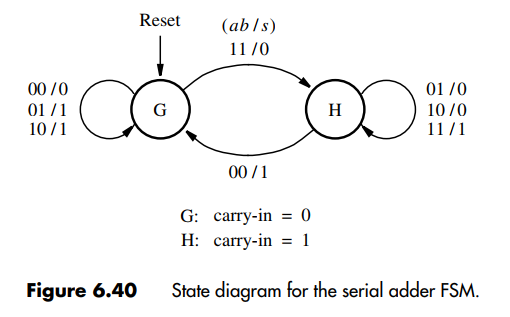 Reset
(ab/s)
11/0
00/0
01/1
10/1
G
H
01/0
10/0
11/1
00/1
G: carry-in = 0
H: carry-in = 1
Figure 6.40 State diagram for the serial adder FSM.